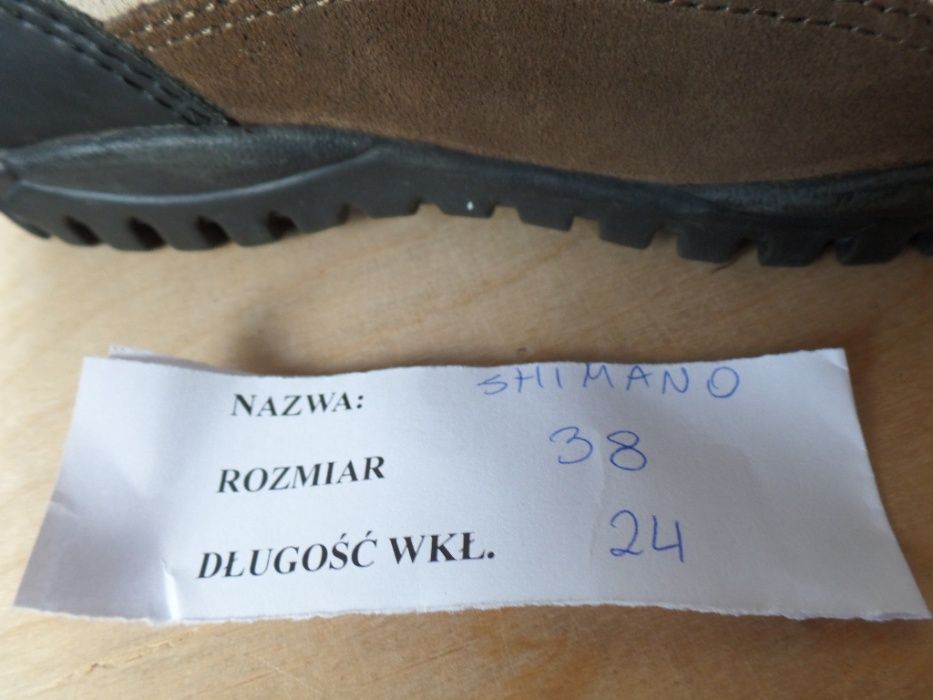 NAZWA: SHIMANO
ROZMIAR 38
DŁUGOŚĆ WKŁ. 24